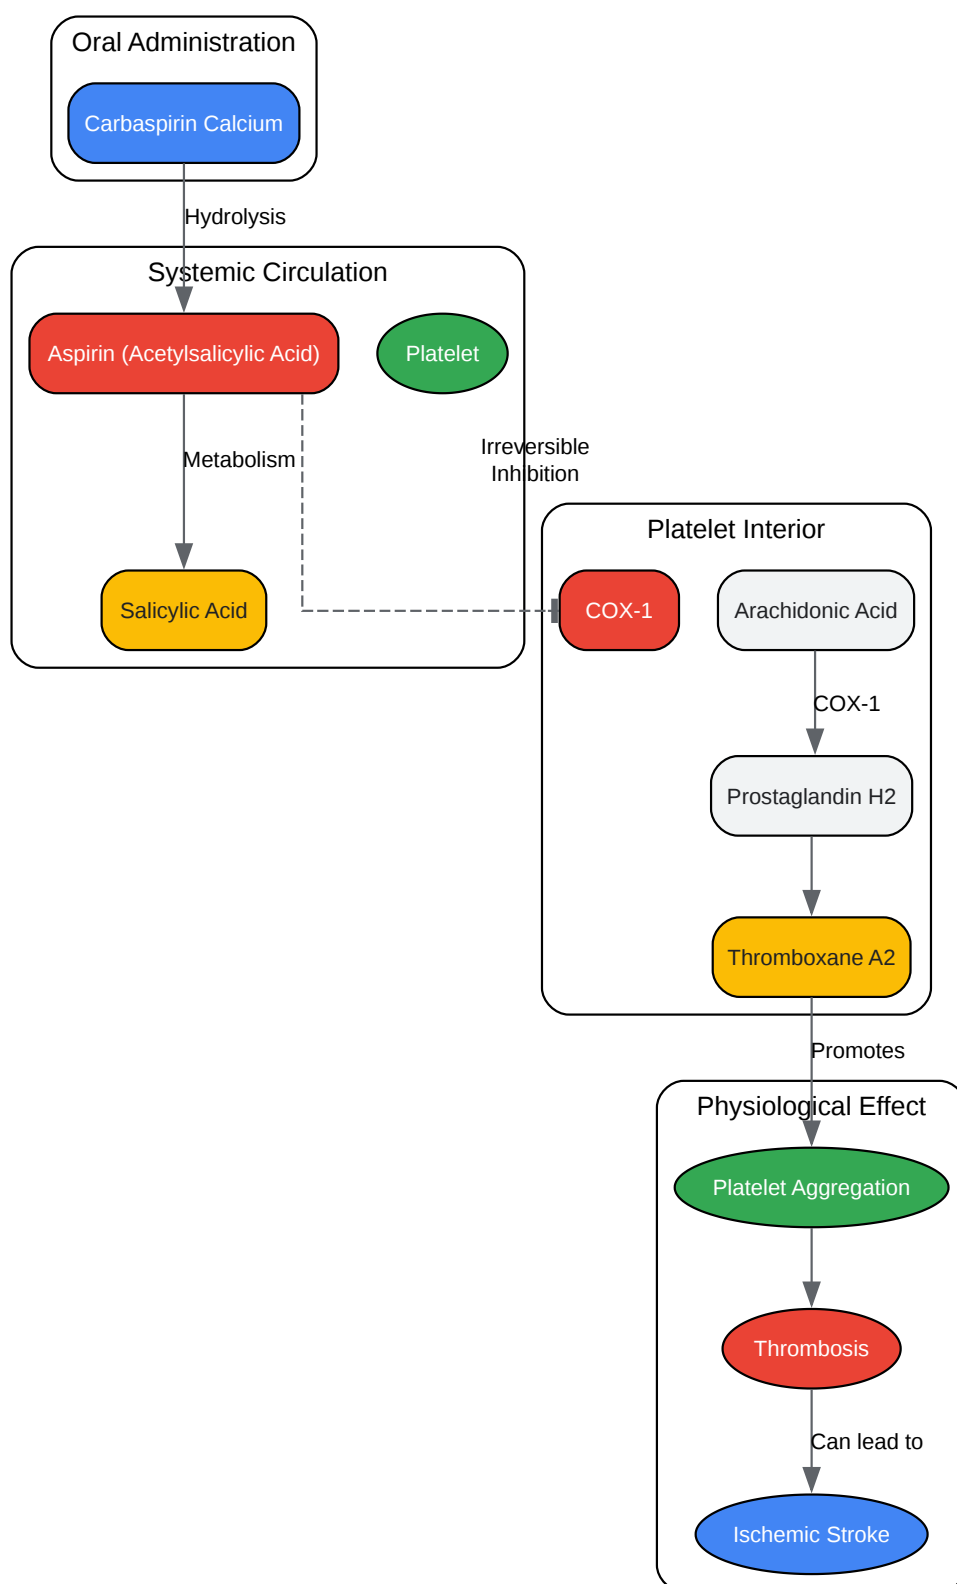 Oral Administration
Carbaspirin Calcium
Hydrolysis
Systemic Circulation
Aspirin (Acetylsalicylic Acid)
Platelet
Metabolism
Irreversible
Inhibition
Salicylic Acid
Platelet Interior
COX-1
Arachidonic Acid
COX-1
Prostaglandin H2
Thromboxane A2
Promotes
Physiological Effect
Platelet Aggregation
Thrombosis
Can lead to
Ischemic Stroke